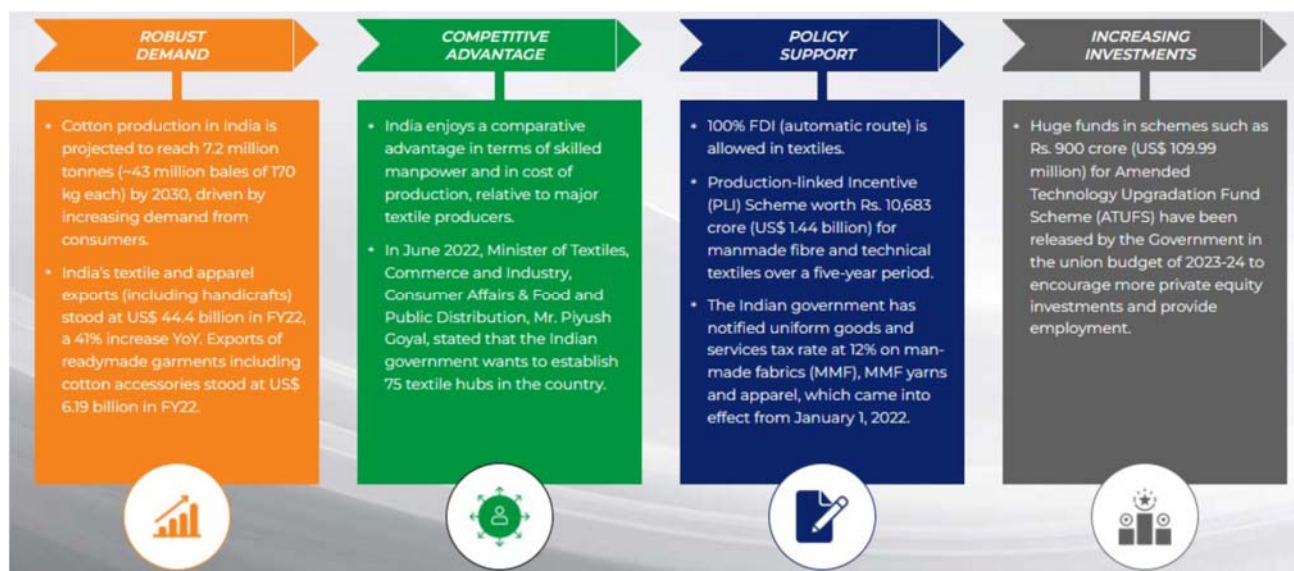 ROBUST
DEMAND
• Cotton production in India is
projected to reach 7.2 million
tonnes (~43 million bales of 170
kg each) by 2030, driven by
increasing demand from
consumers.
• India's textile and apparel
exports (including handicrafts)
stood at US$ 44.4 billion in FY22,
a 41% increase YoY. Exports of
readymade garments including
cotton accessories stood at US$
6.19 billion in FY22.
COMPETITIVE
ADVANTAGE
• India enjoys a comparative
advantage in terms of skilled
manpower and in cost of
production, relative to major
textile producers.
• In June 2022, Minister of Textiles,
Commerce and Industry,
Consumer Affairs & Food and
Public Distribution, Mr. Piyush
Goyal, stated that the Indian
government wants to establish
75 textile hubs in the country.
POLICY
SUPPORT
• 100% FDI (automatic route) is
allowed in textiles.
• Production-linked Incentive
(PLI) Scheme worth Rs. 10,683
crore (US$ 1.44 billion) for
manmade fibre and technical
textiles over a five-year period.
• The Indian government has
notified uniform goods and
services tax rate at 12% on man-
made fabrics (MMF), MMF yarns
and apparel, which came into
effect from January 1, 2022.
INCREASING
INVESTMENTS
• Huge funds in schemes such as
Rs. 900 crore (US$ 109.99
million) for Amended
Technology Upgradation Fund
Scheme (ATUFS) have been
released by the Government in
the union budget of 2023-24 to
encourage more private equity
investments and provide
employment.